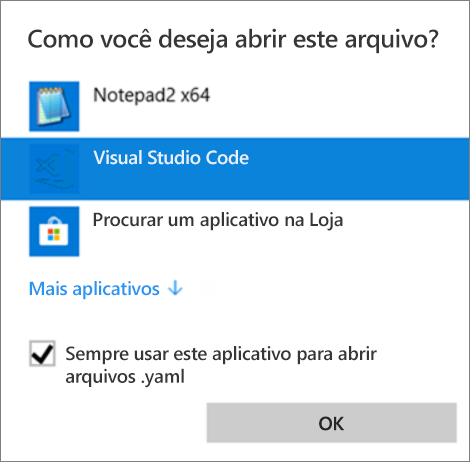 Como você deseja abrir este arquivo?
Notepad2 x64
Visual Studio Code
Procurar um aplicativo na Loja
Mais aplicativos ↓
Sempre usar este aplicativo para abrir
arquivos .yaml
OK